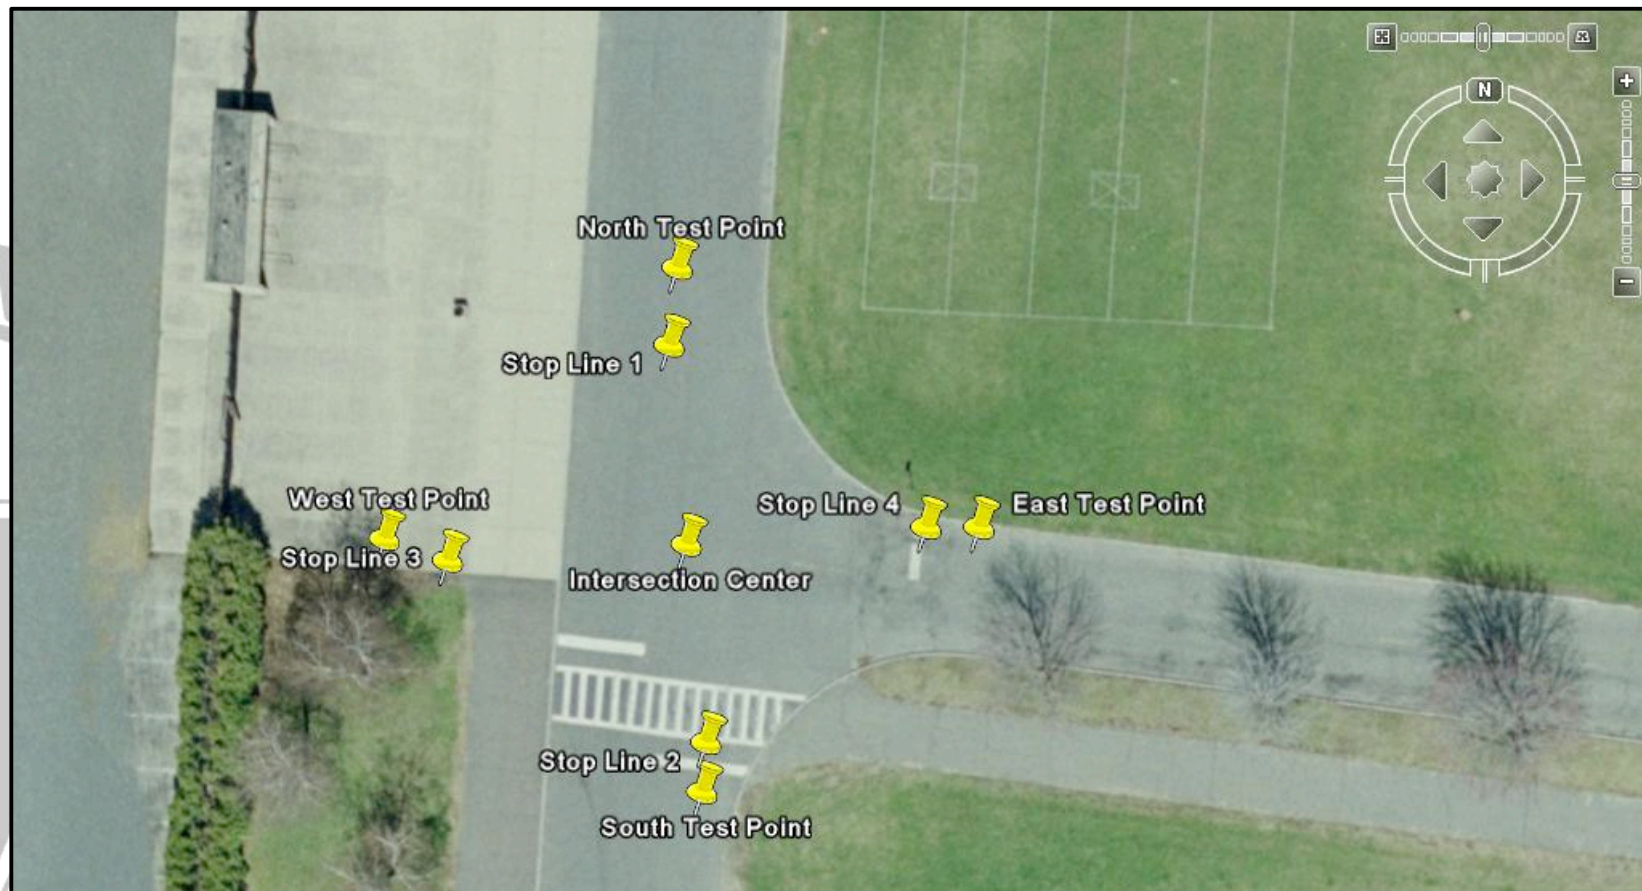 N
North Test Point
Stop Line 1
West Test Point
Stop Line 4
East Test Point
Stop Line 3
Intersection Center
Stop Line 2
South Test Point